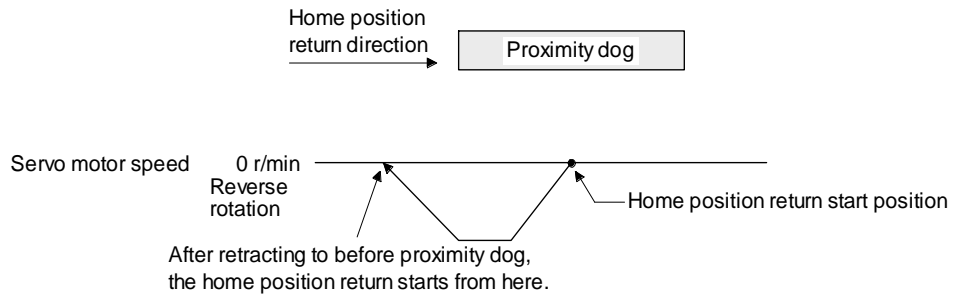 Home position
return direction
Proximity dog
Servo motor speed 0 r/min
Reverse
rotation
Home position return start position
After retracting to before proximity dog,
the home position return starts from here.